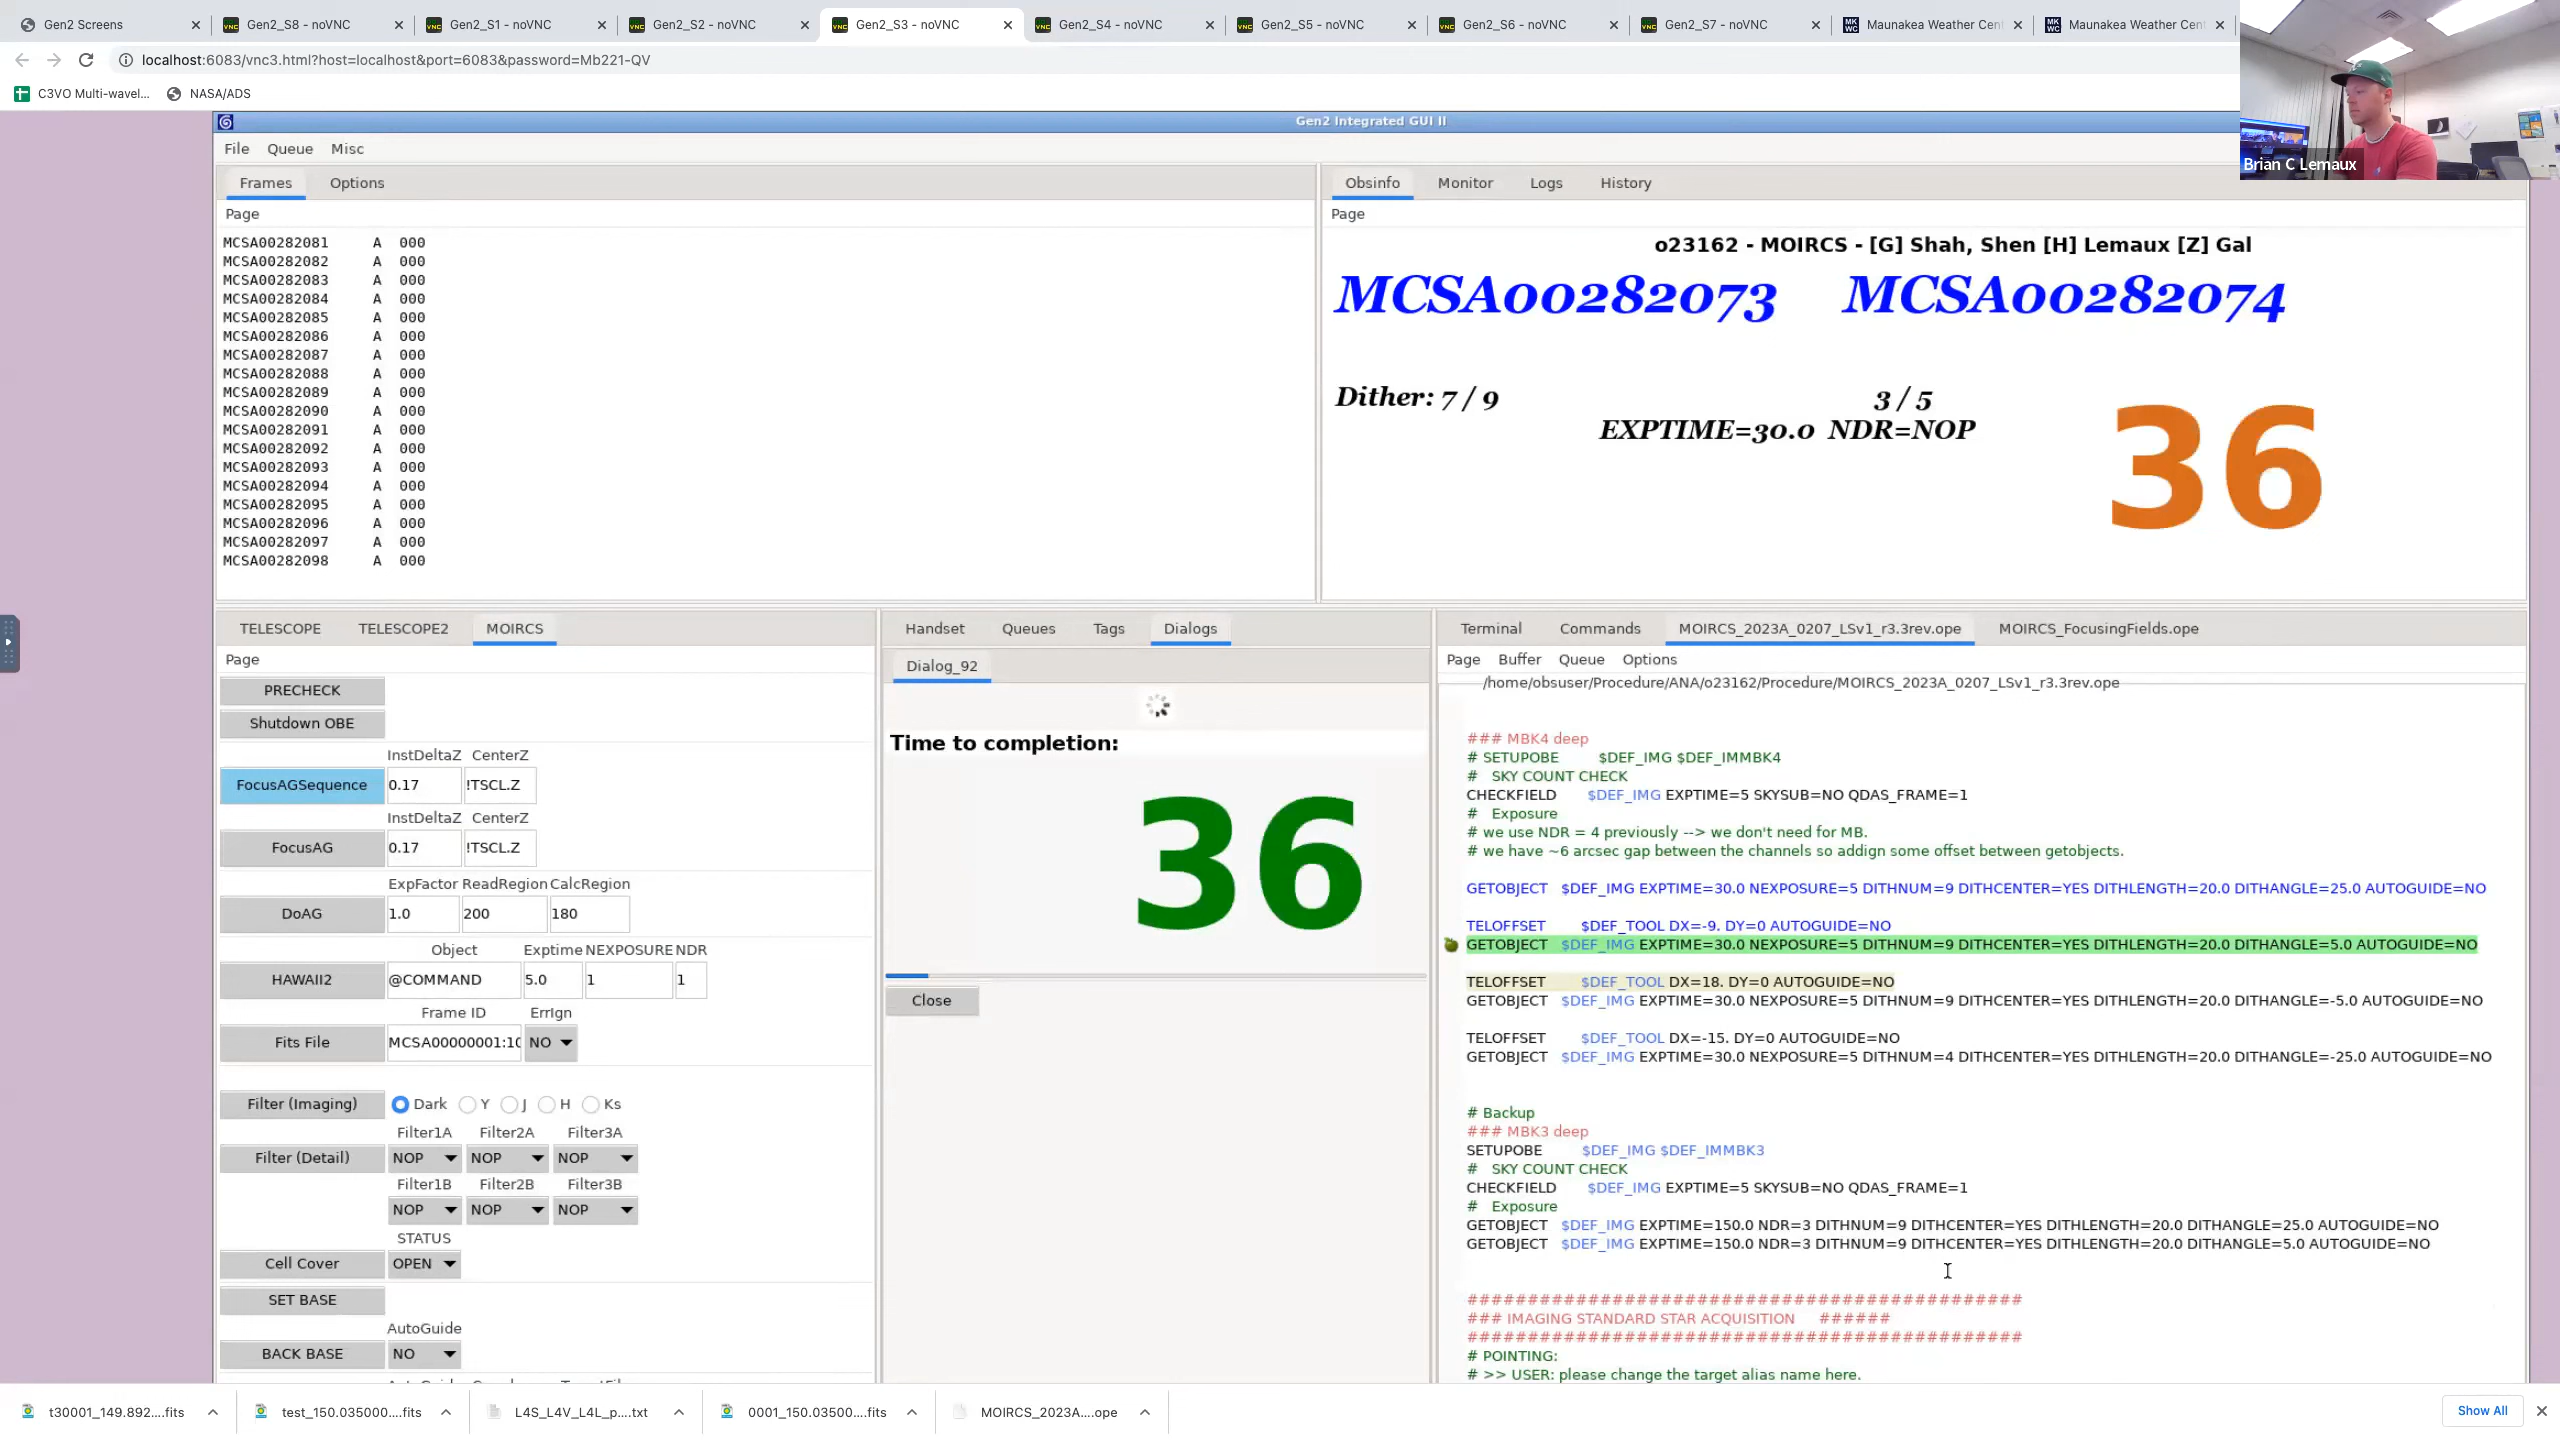 Gen2 Screens
Gen2_S8 - noVNC
Gen2_S1 - noVNC
Gen2_S2 - noVNC
Gen2_S3 - noVNC
Gen2_S4 - noVNC
Gen2_S5 - noVNC
Gen2_S6 - noVNC
Gen2_S7 - noVNC
Maunakea Weather Cen
Maunakea Weather Cen
localhost:6083/vnc3.html?host=localhost&port=6083&password=Mb221-QV
C3VO Multi-wavel...
NASA/ADS
Brian C Lemaux
Gen2 Integrated GUI II
File Queue Misc
Frames Options
Page
MCSA00282081 A 000
MCSA00282082 A 000
MCSA00282083 A 000
MCSA00282084 A 000
MCSA00282085 A 000
MCSA00282086 A 000
MCSA00282087 A 000
MCSA00282088 A 000
MCSA00282089 A 000
MCSA00282090 A 000
MCSA00282091 A 000
MCSA00282092 A 000
MCSA00282093 A 000
MCSA00282094 A 000
MCSA00282095 A 000
MCSA00282096 A 000
MCSA00282097 A 000
MCSA00282098 A 000
Obsinfo Monitor Logs History
Page
o23162 - MOIRCS - [G] Shah, Shen [H] Lemaux [Z] Gal
MCSA00282073 MCSA00282074
Dither: 7 / 9 3 / 5
EXPTIME=30.0 NDR=NOP
36
TELESCOPE TELESCOPE2 MOIRCS
Page
PRECHECK
Shutdown OBE
InstDeltaZ CenterZ
FocusAGSequence 0.17 !TSCL.Z
InstDeltaZ CenterZ
FocusAG 0.17 !TSCL.Z
ExpFactor ReadRegion CalcRegion
DoAG 1.0 200 180
Object Exptime NEXPOSURE NDR
HAWAII2 @COMMAND 5.0 1 1
Frame ID ErrIgn
Fits File MCSA00000001:10 NO
Filter (Imaging) Dark Y J H Ks
Filter1A Filter2A Filter3A
Filter (Detail) NOP NOP NOP
Filter1B Filter2B Filter3B
NOP NOP NOP
STATUS
Cell Cover OPEN
SET BASE
AutoGuide
BACK BASE NO
Handset Queues Tags Dialogs
Dialog_92
Time to completion:
36
Close
Terminal Commands MOIRCS_2023A_0207_LSv1_r3.3rev.ope MOIRCS_FocusingFields.ope
Page Buffer Queue Options
/home/obsuser/Procedure/ANA/o23162/Procedure/MOIRCS_2023A_0207_LSv1_r3.3rev.ope
### MBK4 deep
# SETUPOBE $DEF_IMG $DEF_IMMBK4
# SKY COUNT CHECK
CHECKFIELD $DEF_IMG EXPTIME=5 SKYSUB=NO QDAS_FRAME=1
# Exposure
# we use NDR = 4 previously --> we don't need for MB.
# we have ~6 arcsec gap between the channels so addign some offset between getobjects.
GETOBJECT $DEF_IMG EXPTIME=30.0 NEXPOSURE=5 DITHNUM=9 DITHCENTER=YES DITHLENGTH=20.0 DITHANGLE=25.0 AUTOGUIDE=NO
TELOFFSET $DEF_TOOL DX=-9. DY=0 AUTOGUIDE=NO
GETOBJECT $DEF_IMG EXPTIME=30.0 NEXPOSURE=5 DITHNUM=9 DITHCENTER=YES DITHLENGTH=20.0 DITHANGLE=5.0 AUTOGUIDE=NO
TELOFFSET $DEF_TOOL DX=18. DY=0 AUTOGUIDE=NO
GETOBJECT $DEF_IMG EXPTIME=30.0 NEXPOSURE=5 DITHNUM=9 DITHCENTER=YES DITHLENGTH=20.0 DITHANGLE=-5.0 AUTOGUIDE=NO
TELOFFSET $DEF_TOOL DX=-15. DY=0 AUTOGUIDE=NO
GETOBJECT $DEF_IMG EXPTIME=30.0 NEXPOSURE=5 DITHNUM=4 DITHCENTER=YES DITHLENGTH=20.0 DITHANGLE=-25.0 AUTOGUIDE=NO
# Backup
### MBK3 deep
SETUPOBE $DEF_IMG $DEF_IMMBK3
# SKY COUNT CHECK
CHECKFIELD $DEF_IMG EXPTIME=5 SKYSUB=NO QDAS_FRAME=1
# Exposure
GETOBJECT $DEF_IMG EXPTIME=150.0 NDR=3 DITHNUM=9 DITHCENTER=YES DITHLENGTH=20.0 DITHANGLE=25.0 AUTOGUIDE=NO
GETOBJECT $DEF_IMG EXPTIME=150.0 NDR=3 DITHNUM=9 DITHCENTER=YES DITHLENGTH=20.0 DITHANGLE=5.0 AUTOGUIDE=NO
##############################################
### IMAGING STANDARD STAR ACQUISITION ######
##############################################
# POINTING:
# >> USER: please change the target alias name here.
t30001_149.892....fits
test_150.035000....fits
L4S_L4V_L4L_p....txt
0001_150.03500....fits
MOIRCS_2023A....ope
Show All